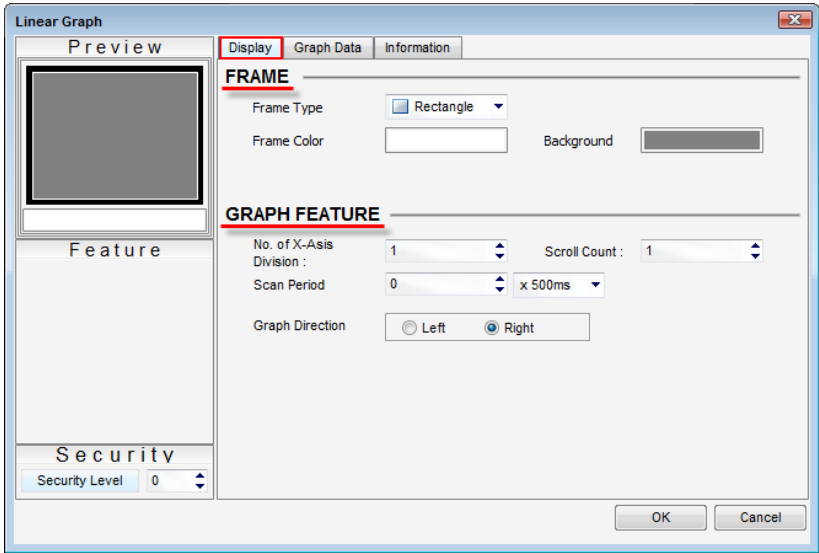 Linear Graph
Preview
Display Graph Data Information
FRAME
Frame Type Rectangle
Frame Color Background
GRAPH FEATURE
Feature
No. of X-Axis
Division : 1 Scroll Count : 1
Scan Period 0 x 500ms
Graph Direction Left Right
Security
Security Level 0
OK Cancel